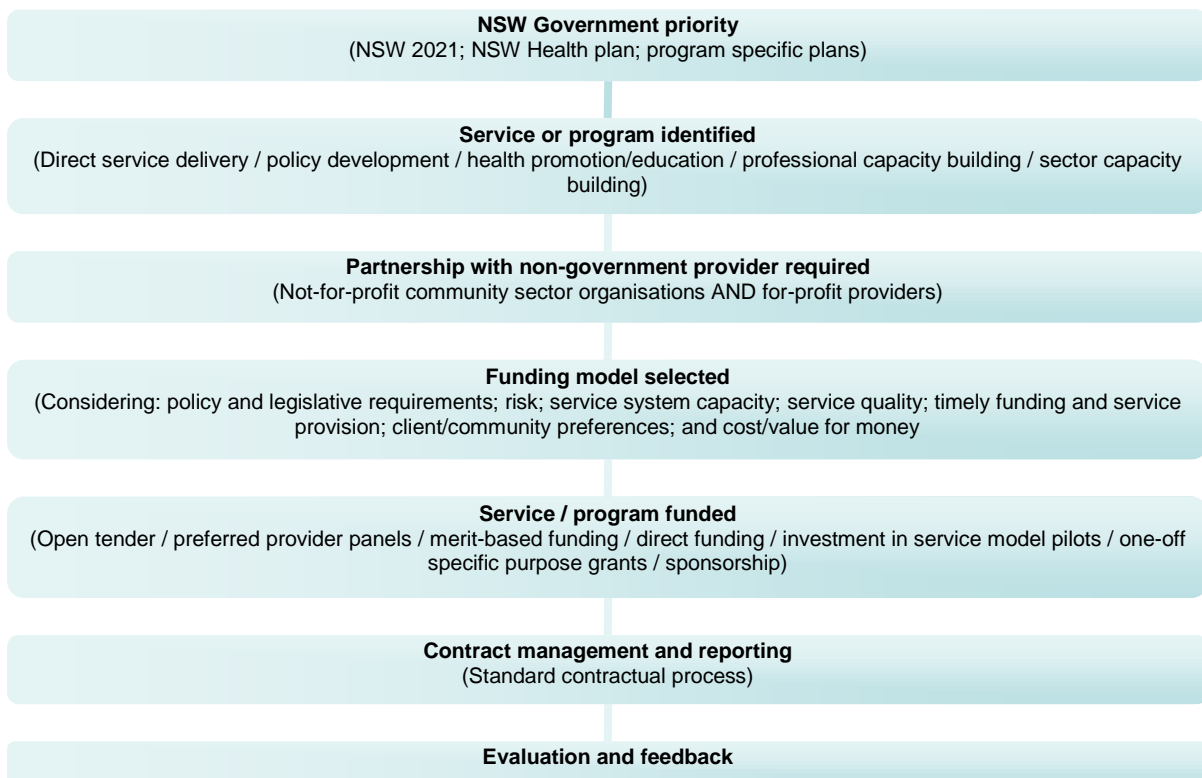 NSW Government priority
(NSW 2021; NSW Health plan; program specific plans)
Service or program identified
(Direct service delivery / policy development / health promotion/education / professional capacity building / sector capacity
building)
Partnership with non-government provider required
(Not-for-profit community sector organisations AND for-profit providers)
Funding model selected
(Considering: policy and legislative requirements; risk; service system capacity; service quality; timely funding and service
provision; client/community preferences; and cost/value for money
Service / program funded
(Open tender / preferred provider panels / merit-based funding / direct funding / investment in service model pilots / one-off
specific purpose grants / sponsorship)
Contract management and reporting
(Standard contractual process)
Evaluation and feedback